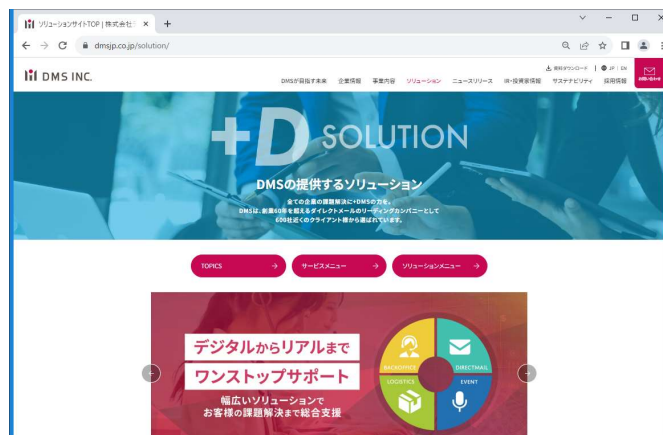 ソリューションサイトTOP | 株式会社
dmsjp.co.jp/solution/
DMS INC.
資料ダウンロード | JP | EN
お問い合わせ
DMSが目指す未来 企業情報 事業内容 ソリューション ニュースリリース IR・投資家情報 サステナビリティ 採用情報
+D SOLUTION
DMSの提供するソリューション
全ての企業の課題解決に+DMSの力を。
DMSは、創業60年を超えるダイレクトメールのリーディングカンパニーとして
600社近くのクライアント様から選ばれています。
TOPICS
サービスメニュー
ソリューションメニュー
デジタルからリアルまで
ワンストップサポート
幅広いソリューションで
お客様の課題解決まで総合支援
BACKOFFICE
DIRECTMAIL
LOGISTICS
EVENT